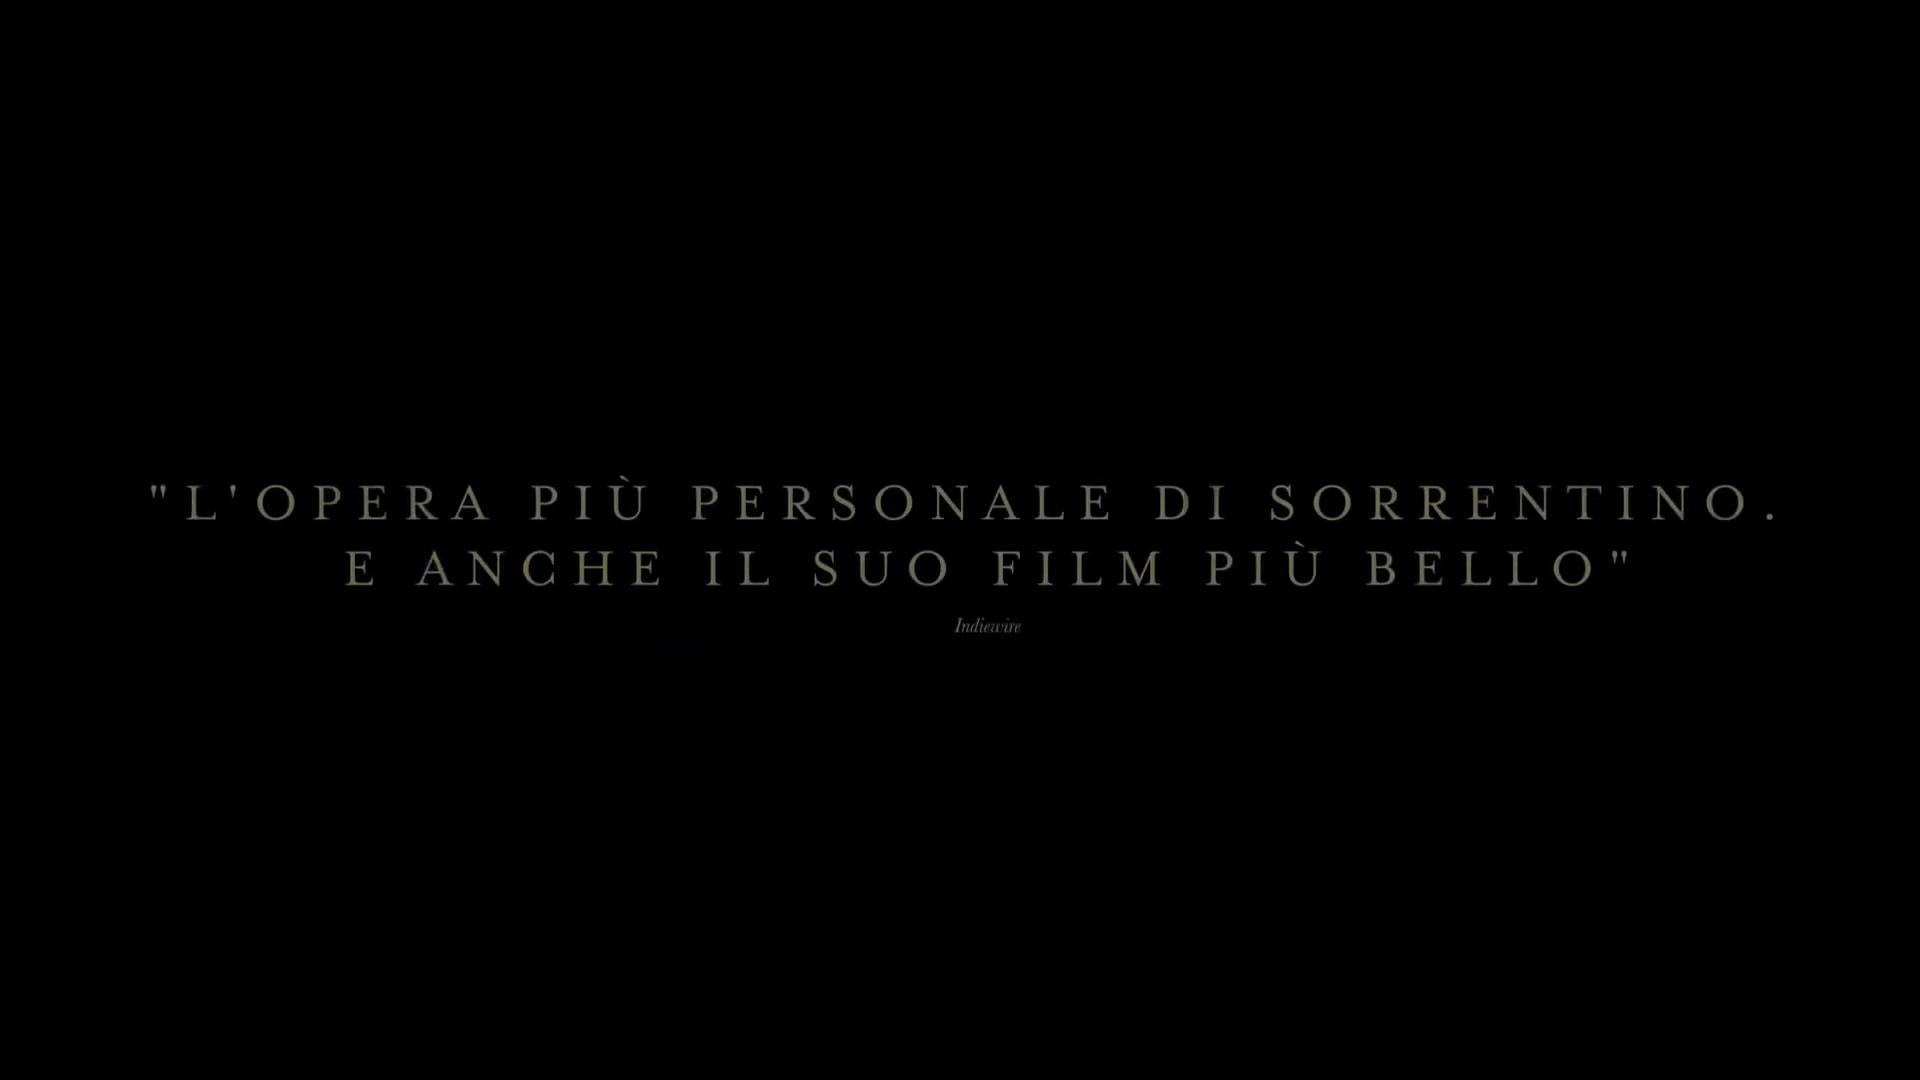 "L'OPERA PIÙ PERSONALE DI SORRENTINO.
E ANCHE IL SUO FILM PIÙ BELLO"
Indiewire